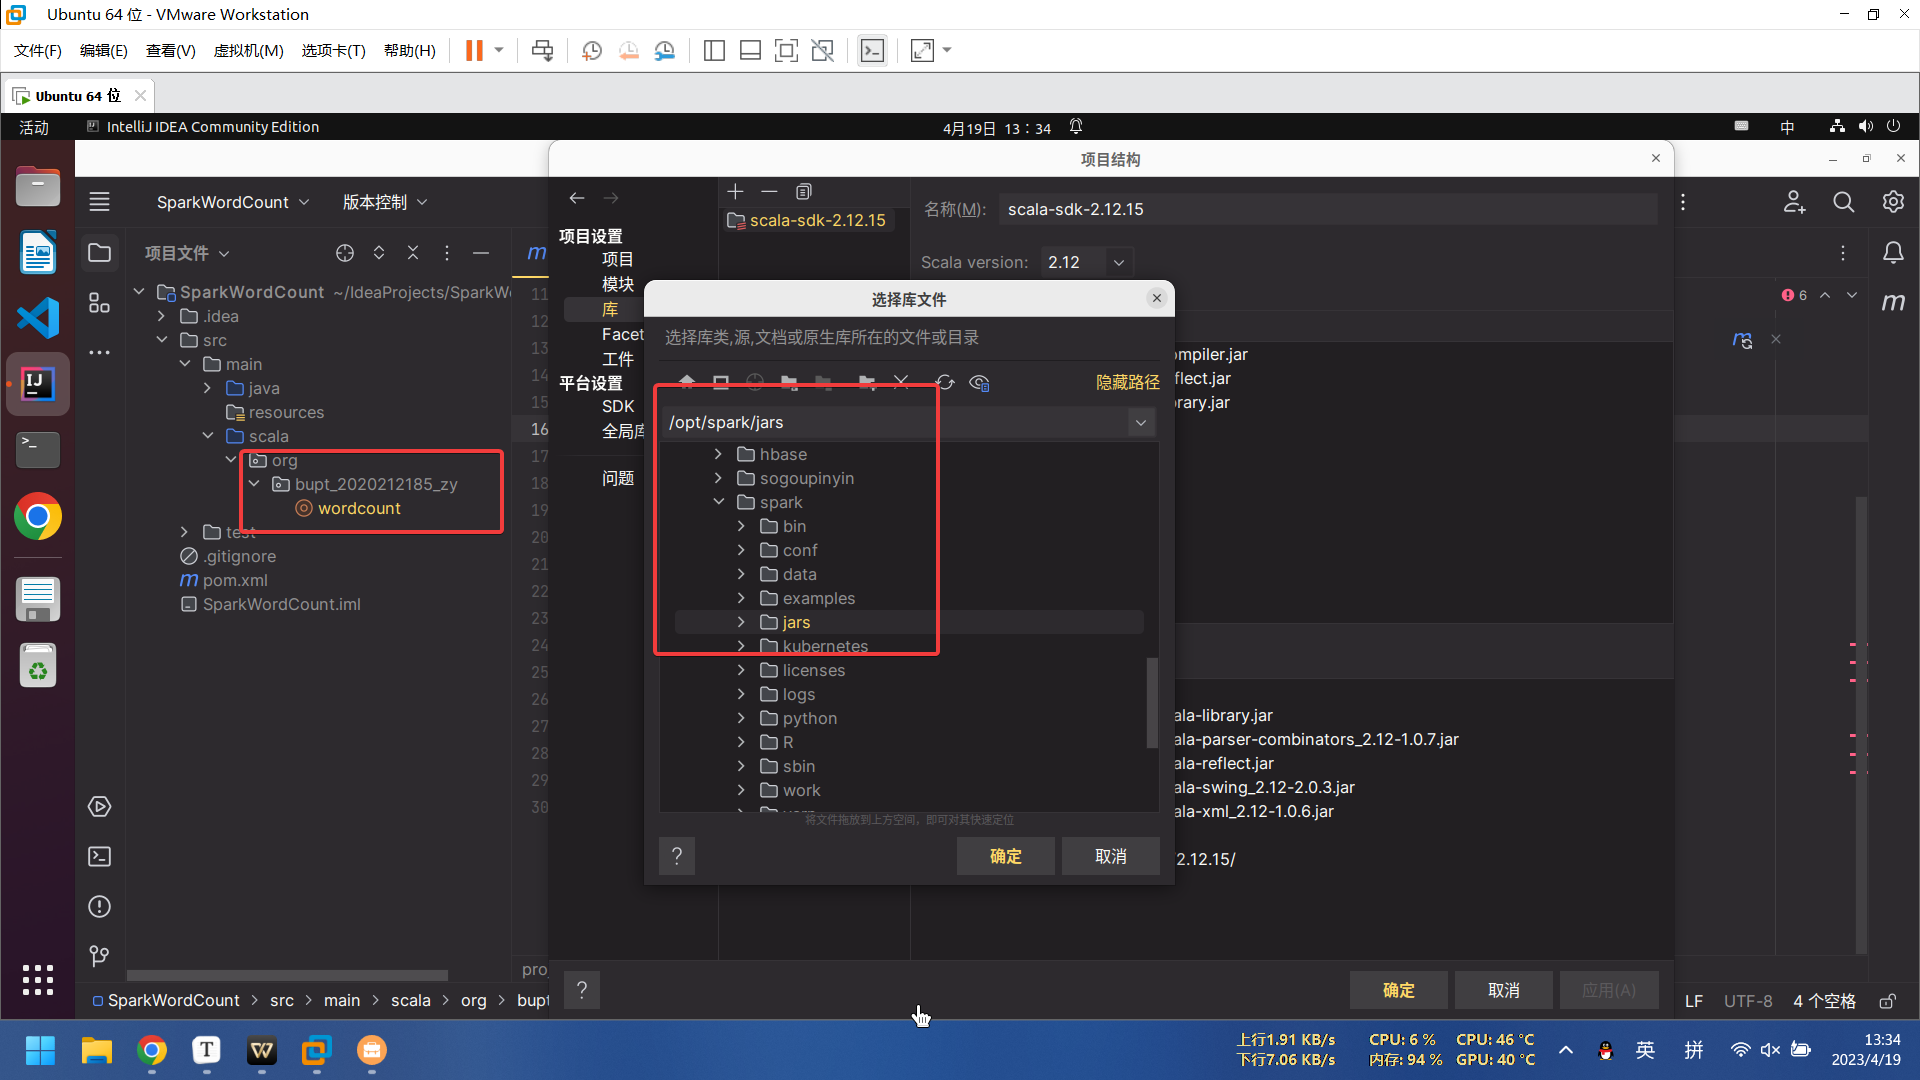 Ubuntu 64 位 - VMware Workstation
文件(F) 编辑(E) 查看(V) 虚拟机(M) 选项卡(T) 帮助(H)
Ubuntu 64 位
活动 IntelliJ IDEA Community Edition 4月19日 13：34 中
项目结构
SparkWordCount 版本控制
项目文件
SparkWordCount ~/IdeaProjects/SparkW
.idea
src
main
java
resources
scala
org
bupt_2020212185_zy
wordcount
test
.gitignore
pom.xml
SparkWordCount.iml
11
12
13
14
15
16
17
18
19
20
21
22
23
24
25
26
27
28
29
30
项目设置
项目
模块
库
Facet
工件
平台设置
SDK
全局库
问题
scala-sdk-2.12.15
名称(M): scala-sdk-2.12.15
Scala version: 2.12
ompiler.jar
flect.jar
rary.jar
ala-library.jar
ala-parser-combinators_2.12-1.0.7.jar
ala-reflect.jar
ala-swing_2.12-2.0.3.jar
ala-xml_2.12-1.0.6.jar
2.12.15/
6
选择库文件
选择库类,源,文档或原生库所在的文件或目录
隐藏路径
/opt/spark/jars
hbase
sogoupinyin
spark
bin
conf
data
examples
jars
kubernetes
licenses
logs
python
R
sbin
work
将文件拖放到上方空间，即可对其快速定位
? 确定 取消
proj
? 确定 取消 应用(A)
SparkWordCount > src > main > scala > org > bupt
LF UTF-8 4 个空格
上行1.91 KB/s CPU: 6 % CPU: 46 °C
下行7.06 KB/s 内存: 94 % GPU: 40 °C
英 拼
13:34
2023/4/19